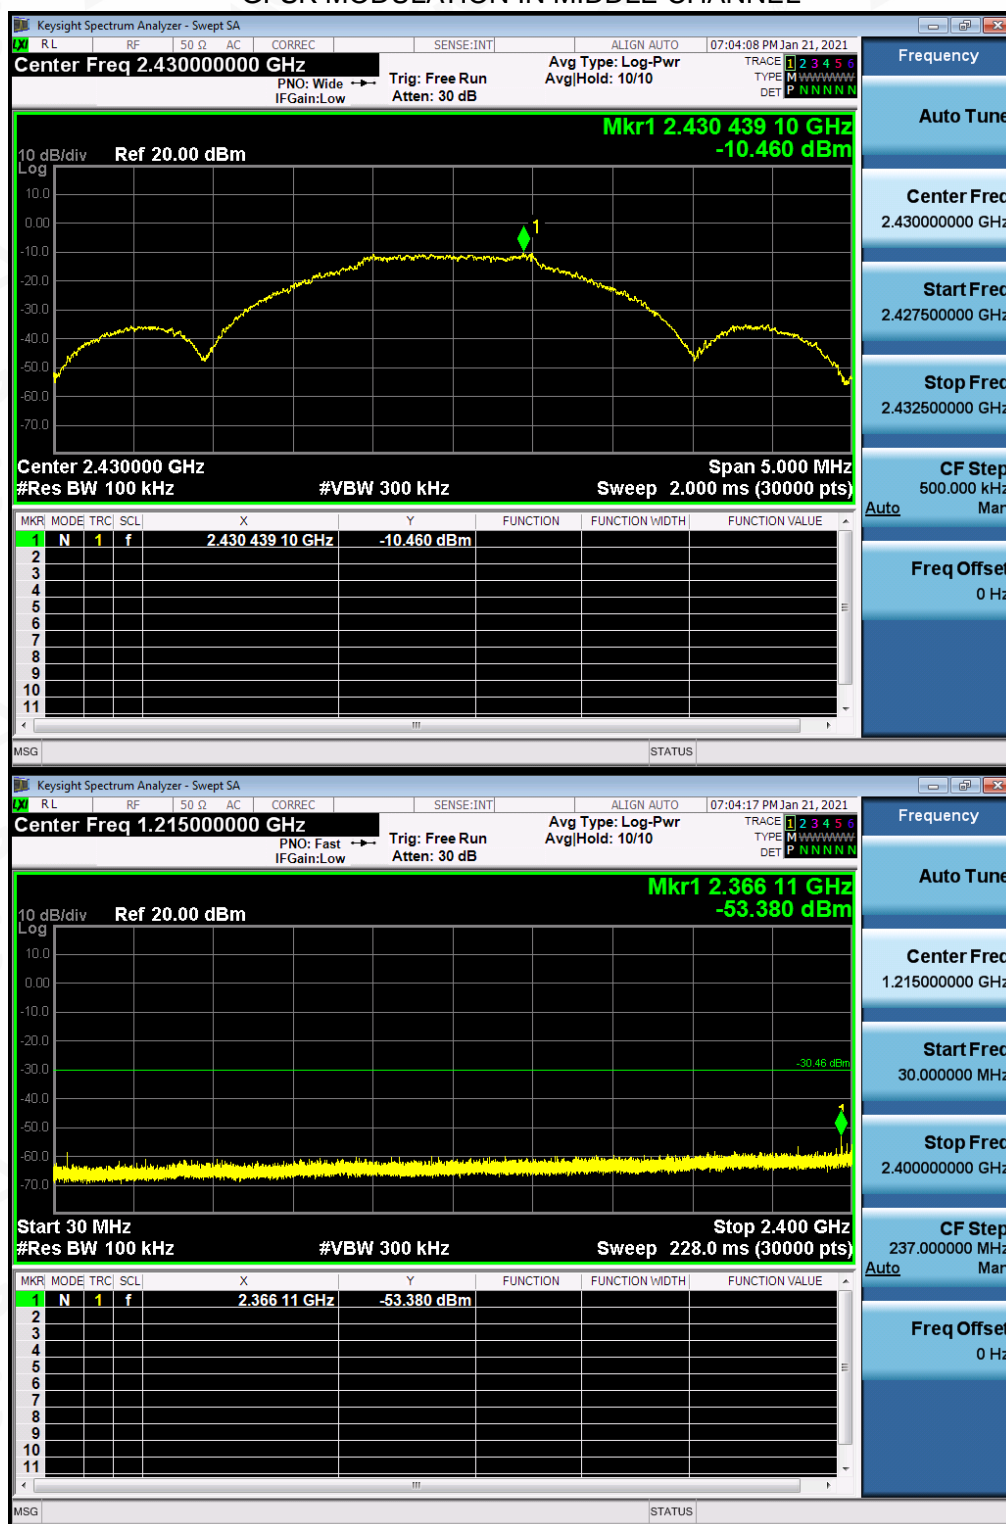 Keysight Spectrum Analyzer - Swept SA
LXI RL RF 50 Ω AC CORREC SENSE:INT ALIGN AUTO 07:04:08 PM Jan 21, 2021
Center Freq 2.430000000 GHz
PNO: Wide
IFGain:Low
Trig: Free Run
Atten: 30 dB
Avg Type: Log-Pwr
Avg|Hold: 10/10
TRACE 1 2 3 4 5 6
TYPE M WWWWW
DET P N N N N N
Frequency
Mkr1 2.430 439 10 GHz
-10.460 dBm
10 dB/div Ref 20.00 dBm
Log
10.0
0.00
-10.0
-20.0
-30.0
-40.0
-50.0
-60.0
-70.0
1
Center 2.430000 GHz Span 5.000 MHz
#Res BW 100 kHz #VBW 300 kHz Sweep 2.000 ms (30000 pts)
MKR MODE TRC SCL X Y FUNCTION FUNCTION WIDTH FUNCTION VALUE
1 N 1 f 2.430 439 10 GHz -10.460 dBm
2
3
4
5
6
7
8
9
10
11
MSG STATUS
Auto Tune
Center Freq
2.430000000 GHz
Start Freq
2.427500000 GHz
Stop Freq
2.432500000 GHz
CF Step
500.000 kHz
Auto Man
Freq Offset
0 Hz
Keysight Spectrum Analyzer - Swept SA
LXI RL RF 50 Ω AC CORREC SENSE:INT ALIGN AUTO 07:04:17 PM Jan 21, 2021
Center Freq 1.215000000 GHz
PNO: Fast
IFGain:Low
Trig: Free Run
Atten: 30 dB
Avg Type: Log-Pwr
Avg|Hold: 10/10
TRACE 1 2 3 4 5 6
TYPE M WWWWW
DET P N N N N N
Frequency
Mkr1 2.366 11 GHz
-53.380 dBm
10 dB/div Ref 20.00 dBm
Log
10.0
0.00
-10.0
-20.0
-30.0
-40.0
-50.0
-60.0
-70.0
-30.46 dBm
1
Start 30 MHz Stop 2.400 GHz
#Res BW 100 kHz #VBW 300 kHz Sweep 228.0 ms (30000 pts)
MKR MODE TRC SCL X Y FUNCTION FUNCTION WIDTH FUNCTION VALUE
1 N 1 f 2.366 11 GHz -53.380 dBm
2
3
4
5
6
7
8
9
10
11
MSG STATUS
Auto Tune
Center Freq
1.215000000 GHz
Start Freq
30.000000 MHz
Stop Freq
2.400000000 GHz
CF Step
237.000000 MHz
Auto Man
Freq Offset
0 Hz